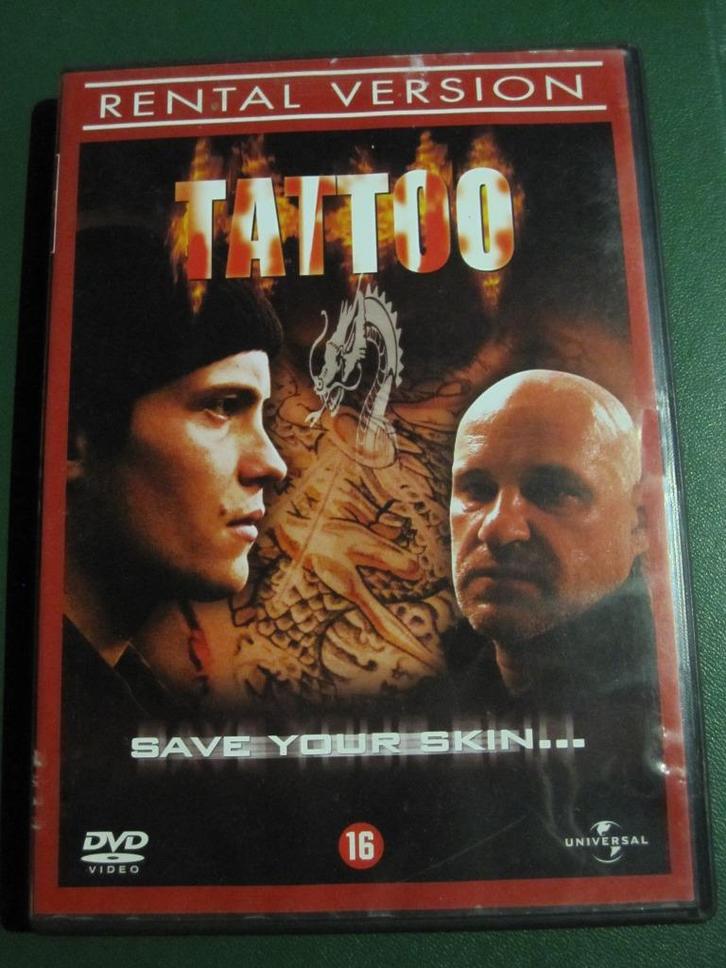 RENTAL VERSION
TATTOO
SAVE YOUR SKIN...
DVD
VIDEO
16
UNIVERSAL